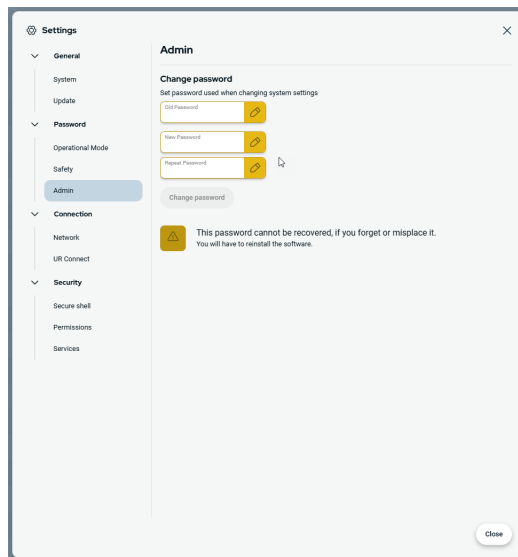 Settings
General
System
Update
Password
Operational Mode
Safety
Admin
Connection
Network
UR Connect
Security
Secure shell
Permissions
Services
Admin
Change password
Set password used when changing system settings
Old Password
New Password
Repeat Password
Change password
This password cannot be recovered, if you forget or misplace it.
You will have to reinstall the software.
Close